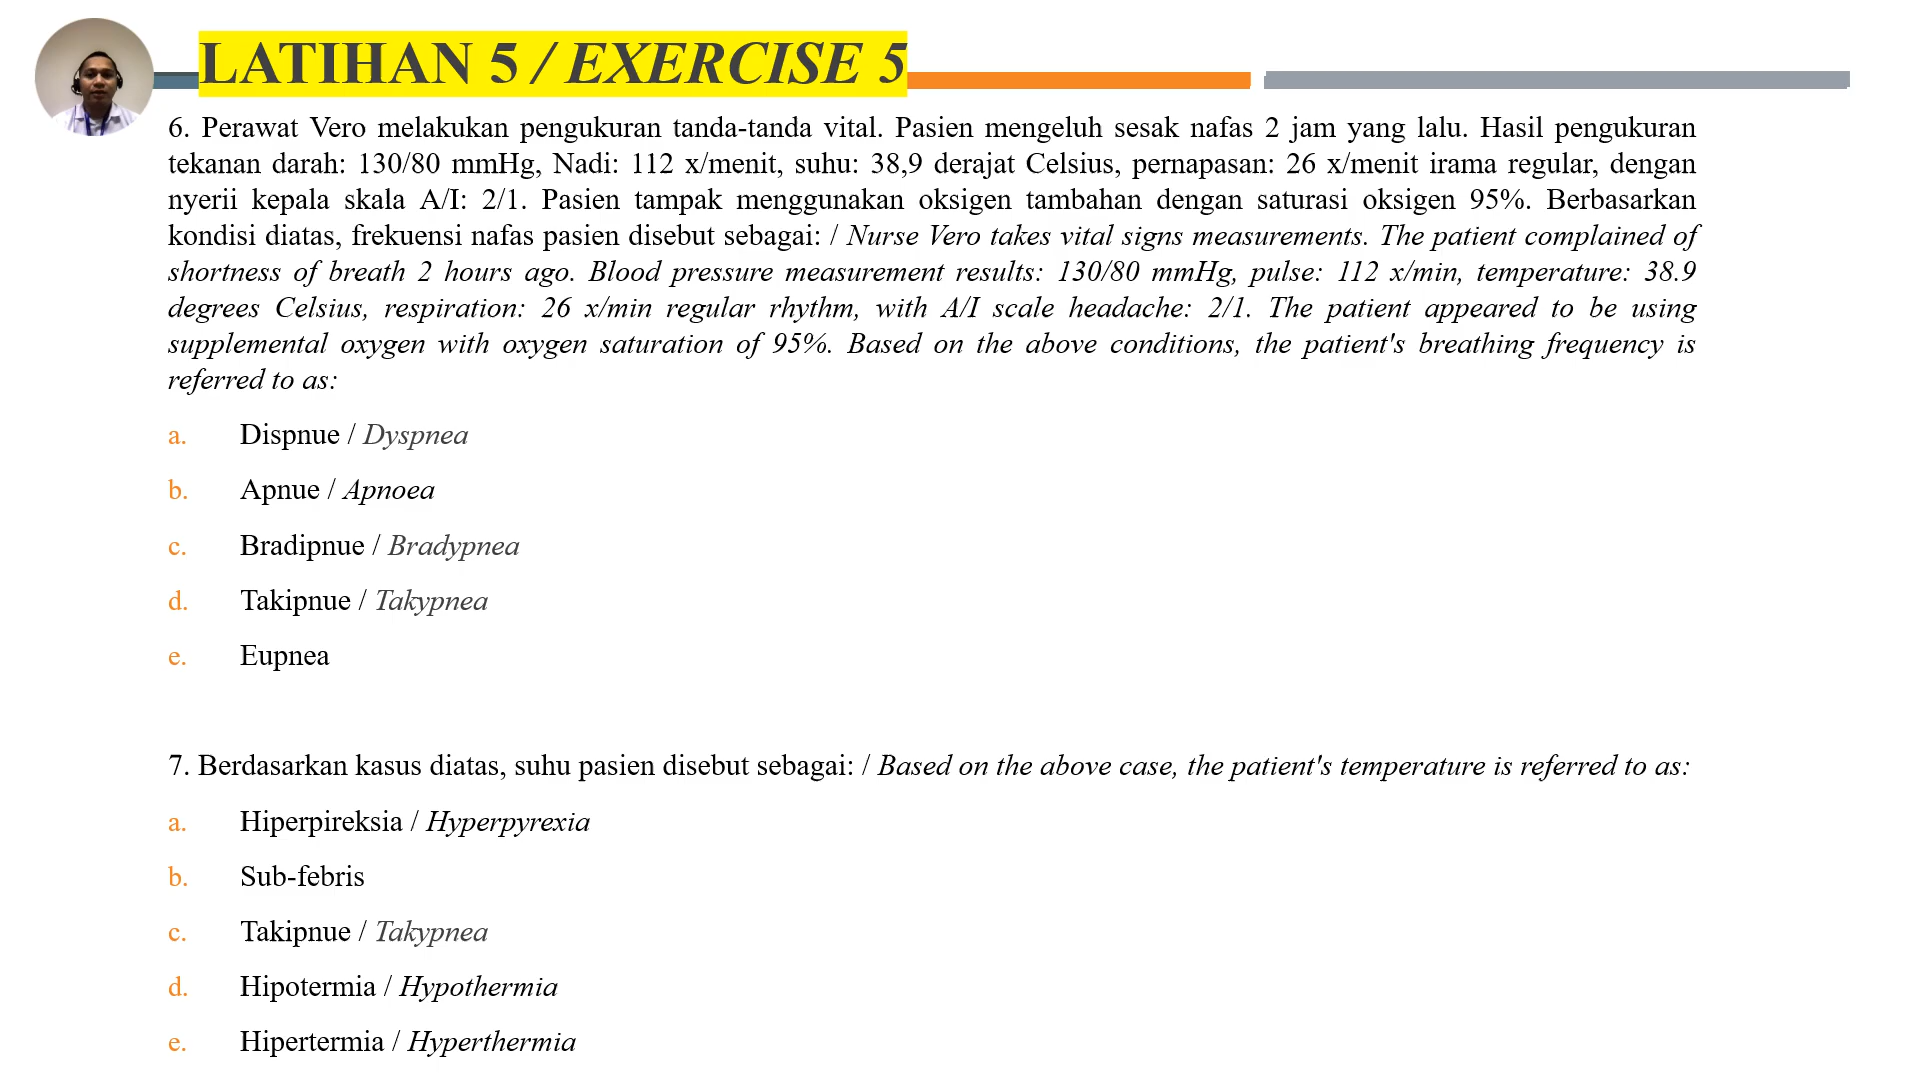 LATIHAN 5 / EXERCISE 5
6. Perawat Vero melakukan pengukuran tanda-tanda vital. Pasien mengeluh sesak nafas 2 jam yang lalu. Hasil pengukuran
tekanan darah: 130/80 mmHg, Nadi: 112 x/menit, suhu: 38,9 derajat Celsius, pernapasan: 26 x/menit irama regular, dengan
nyerii kepala skala A/I: 2/1. Pasien tampak menggunakan oksigen tambahan dengan saturasi oksigen 95%. Berbasarkan
kondisi diatas, frekuensi nafas pasien disebut sebagai: / Nurse Vero takes vital signs measurements. The patient complained of
shortness of breath 2 hours ago. Blood pressure measurement results: 130/80 mmHg, pulse: 112 x/min, temperature: 38.9
degrees Celsius, respiration: 26 x/min regular rhythm, with A/I scale headache: 2/1. The patient appeared to be using
supplemental oxygen with oxygen saturation of 95%. Based on the above conditions, the patient's breathing frequency is
referred to as:
a. Dispnue / Dyspnea
b. Apnue / Apnoea
c. Bradipnue / Bradypnea
d. Takipnue / Takypnea
e. Eupnea
7. Berdasarkan kasus diatas, suhu pasien disebut sebagai: / Based on the above case, the patient's temperature is referred to as:
a. Hiperpireksia / Hyperpyrexia
b. Sub-febris
c. Takipnue / Takypnea
d. Hipotermia / Hypothermia
e. Hipertermia / Hyperthermia